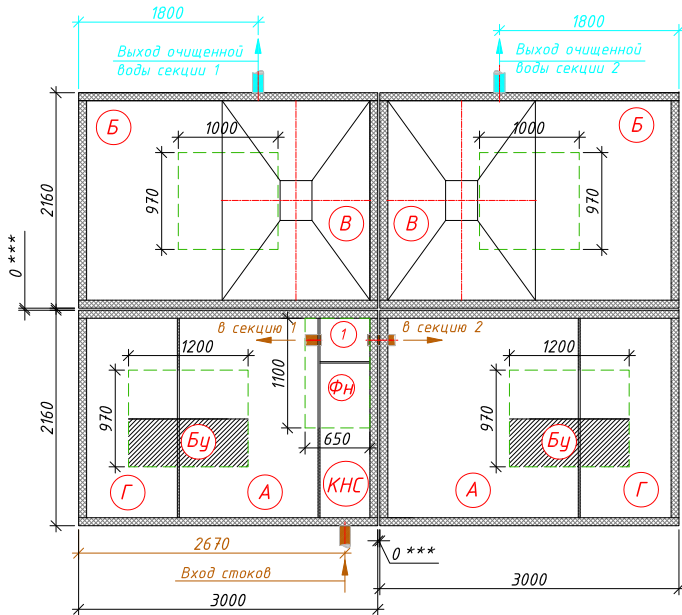 1800
1800
Выход очищенной
воды секции 1
Выход очищенной
воды секции 2
Б
1000
1000
Б
970
970
2160
В
В
0 ***
в секцию 1
1
в секцию 2
1200
1200
1100
970
Фн
970
2160
Бу
650
Бу
Г
А
КНС
А
Г
2670
0 ***
Вход стоков
3000
3000